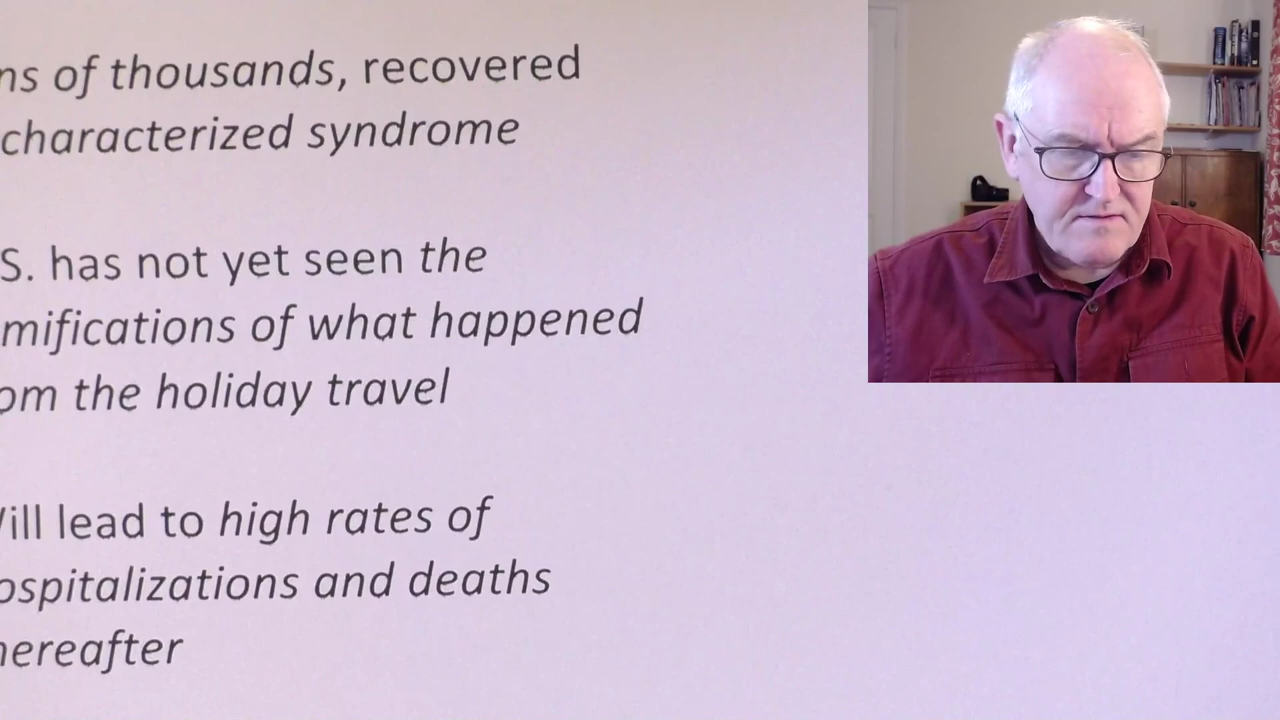 ns of thousands, recovered
characterized syndrome
S. has not yet seen the
mifications of what happened
om the holiday travel
ill lead to high rates of
ospitalizations and deaths
hereafter